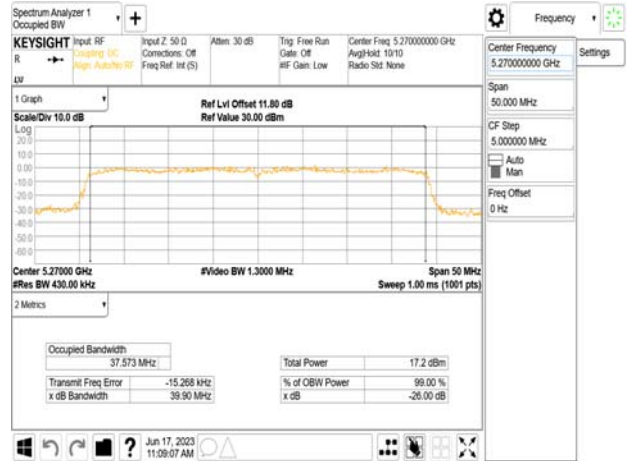 Spectrum Analyzer 1
Occupied BW
Frequency
KEYSIGHT
Input: RF
Coupling: DC
Align: Auto/No RF
Input Z: 50 Ω
Corrections: Off
Freq Ref: Int (S)
Atten: 30 dB
Trig: Free Run
Gate: Off
#IF Gain: Low
Center Freq: 5.270000000 GHz
Avg|Hold: 10/10
Radio Std: None
R
Center Frequency
5.270000000 GHz
Settings
Span
50.000 MHz
CF Step
5.000000 MHz
Auto
Man
Freq Offset
0 Hz
1 Graph
Scale/Div 10.0 dB
Ref Lvl Offset 11.80 dB
Ref Value 30.00 dBm
Log
20.0
10.0
0.00
-10.0
-20.0
-30.0
-40.0
-50.0
-60.0
Center 5.27000 GHz
#Video BW 1.3000 MHz
Span 50 MHz
#Res BW 430.00 kHz
Sweep 1.00 ms (1001 pts)
2 Metrics
Occupied Bandwidth
37.573 MHz
Total Power 17.2 dBm
Transmit Freq Error -15.268 kHz
% of OBW Power 99.00 %
x dB Bandwidth 39.90 MHz
x dB -26.00 dB
?
Jun 17, 2023
11:09:07 AM